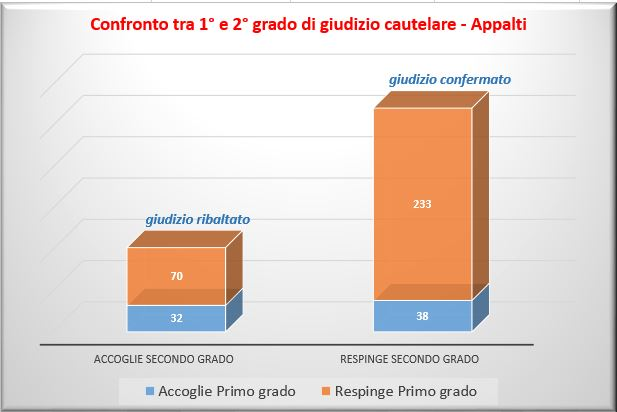 Confronto tra 1° e 2° grado di giudizio cautelare - Appalti
giudizio confermato
giudizio ribaltato
233
70
32
38
ACCOGLIE SECONDO GRADO
RESPINGE SECONDO GRADO
Accoglie Primo grado
Respinge Primo grado